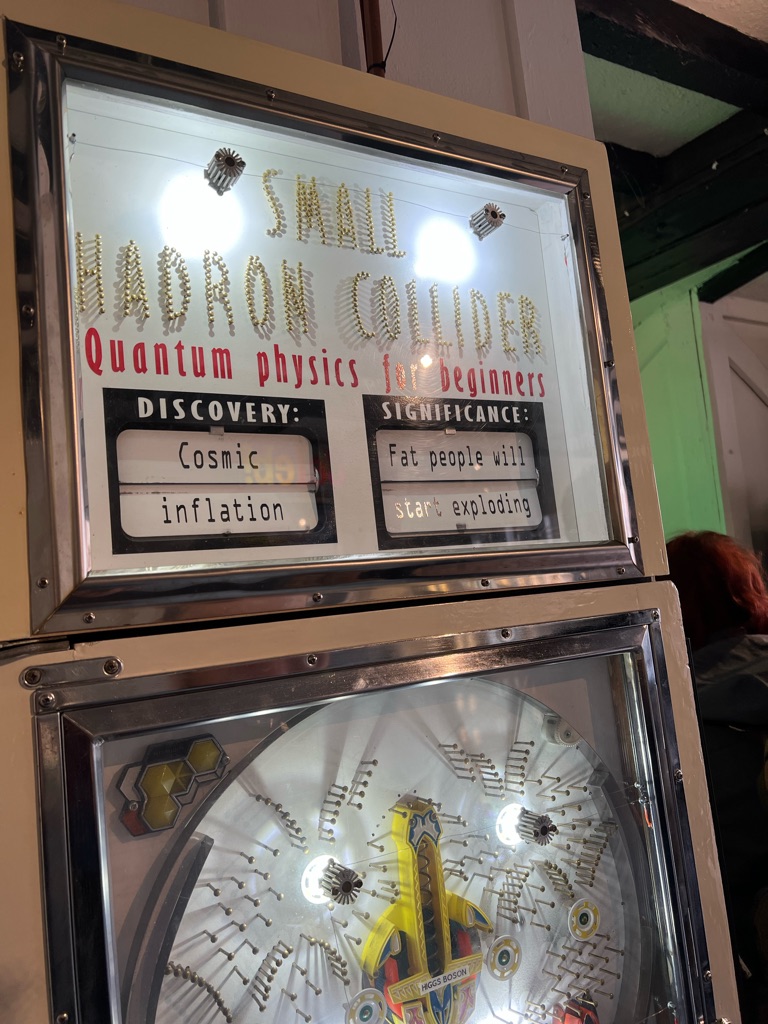 SMALL
HADRON COLLIDER
Quantum physics for beginners
DISCOVERY:
Cosmic
inflation
SIGNIFICANCE:
Fat people will
start exploding
HIGGS BOSON